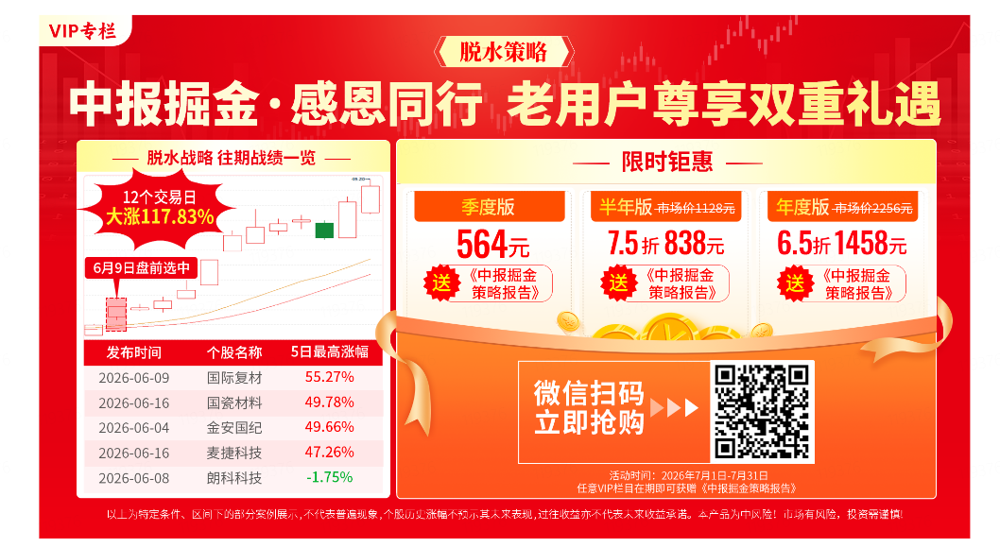 VIP专栏
脱水策略
中报掘金·感恩同行 老用户尊享双重礼遇
脱水战略 往期战绩一览
49.20
12个交易日
大涨117.83%
6月9日盘前选中
发布时间 个股名称 5日最高涨幅
2026-06-09 国际复材 55.27%
2026-06-16 国瓷材料 49.78%
2026-06-04 金安国纪 49.66%
2026-06-16 麦捷科技 47.26%
2026-06-08 朗科科技 -1.75%
限时钜惠
季度版
564元
送 《中报掘金
策略报告》
半年版 市场价1128元
7.5折 838元
送 《中报掘金
策略报告》
年度版 市场价2256元
6.5折 1458元
送 《中报掘金
策略报告》
微信扫码
立即抢购
活动时间：2026年7月1日-7月31日
任意VIP栏目在期即可获赠《中报掘金策略报告》
以上为特定条件、区间下的部分案例展示,不代表普遍现象,个股历史涨幅不预示其未来表现,过往收益亦不代表未来收益承诺。本产品为中风险！市场有风险，投资需谨慎!